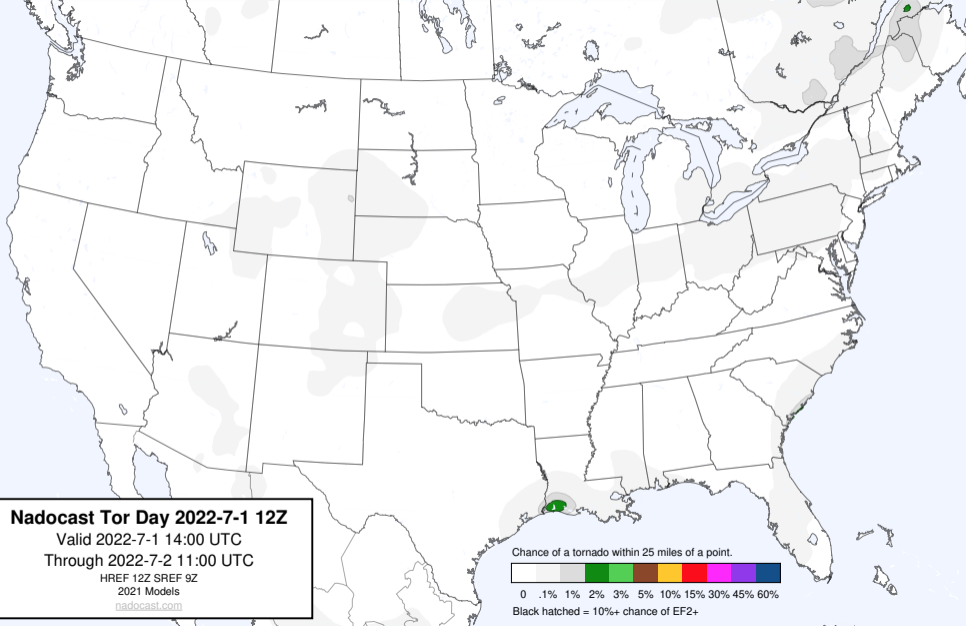 Nadocast Tor Day 2022-7-1 12Z
Valid 2022-7-1 14:00 UTC
Through 2022-7-2 11:00 UTC
HREF 12Z SREF 9Z
2021 Models
nadocast.com
Chance of a tornado within 25 miles of a point.
0 .1% 1% 2% 3% 5% 10% 15% 30% 45% 60%
Black hatched = 10%+ chance of EF2+